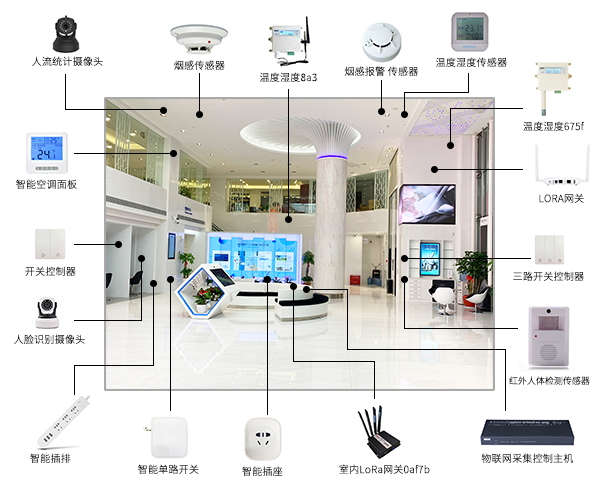 人流统计摄像头
烟感传感器
温度湿度8a3
烟感报警 传感器
温度湿度传感器
温度湿度675f
智能空调面板
LORA网关
开关控制器
三路开关控制器
人脸识别摄像头
红外人体检测传感器
智能插排
智能单路开关
智能插座
室内LoRa网关0af7b
物联网采集控制主机